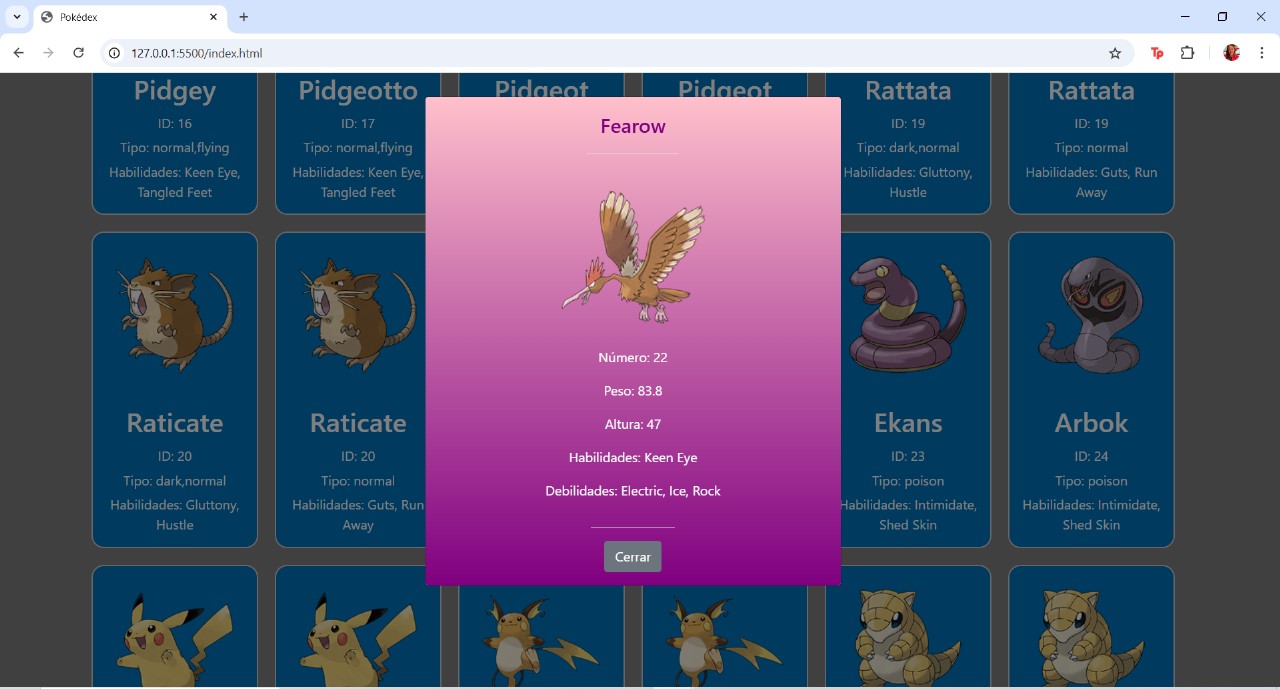 Pokédex
127.0.0.1:5500/index.html
Tp
Pidgey
ID: 16
Tipo: normal,flying
Habilidades: Keen Eye,
Tangled Feet
Pidgeotto
ID: 17
Tipo: normal,flying
Habilidades: Keen Eye,
Tangled Feet
Pidgeot
Pidgeot
Rattata
ID: 19
Tipo: dark,normal
Habilidades: Gluttony,
Hustle
Rattata
ID: 19
Tipo: normal
Habilidades: Guts, Run
Away
Fearow
Número: 22
Peso: 83.8
Altura: 47
Habilidades: Keen Eye
Debilidades: Electric, Ice, Rock
Cerrar
Raticate
ID: 20
Tipo: dark,normal
Habilidades: Gluttony,
Hustle
Raticate
ID: 20
Tipo: normal
Habilidades: Guts, Run
Away
Ekans
ID: 23
Tipo: poison
Habilidades: Intimidate,
Shed Skin
Arbok
ID: 24
Tipo: poison
Habilidades: Intimidate,
Shed Skin